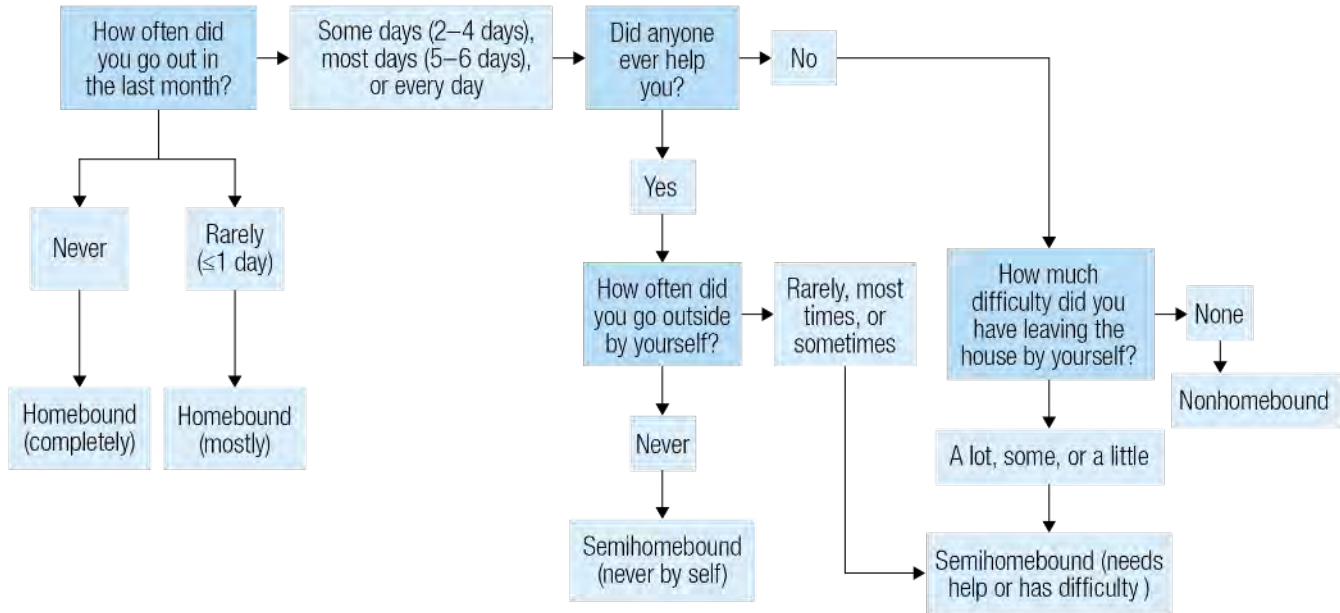 How often did
you go out in
the last month?
Some days (2–4 days),
most days (5–6 days),
or every day
Did anyone
ever help
you?
No
Yes
Never
Rarely
(≤1 day)
How often did
you go outside
by yourself?
Rarely, most
times, or
sometimes
How much
difficulty did you
have leaving the
house by yourself?
None
Nonhomebound
Homebound
(completely)
Homebound
(mostly)
Never
A lot, some, or a little
Semihomebound
(never by self)
Semihomebound (needs
help or has difficulty )